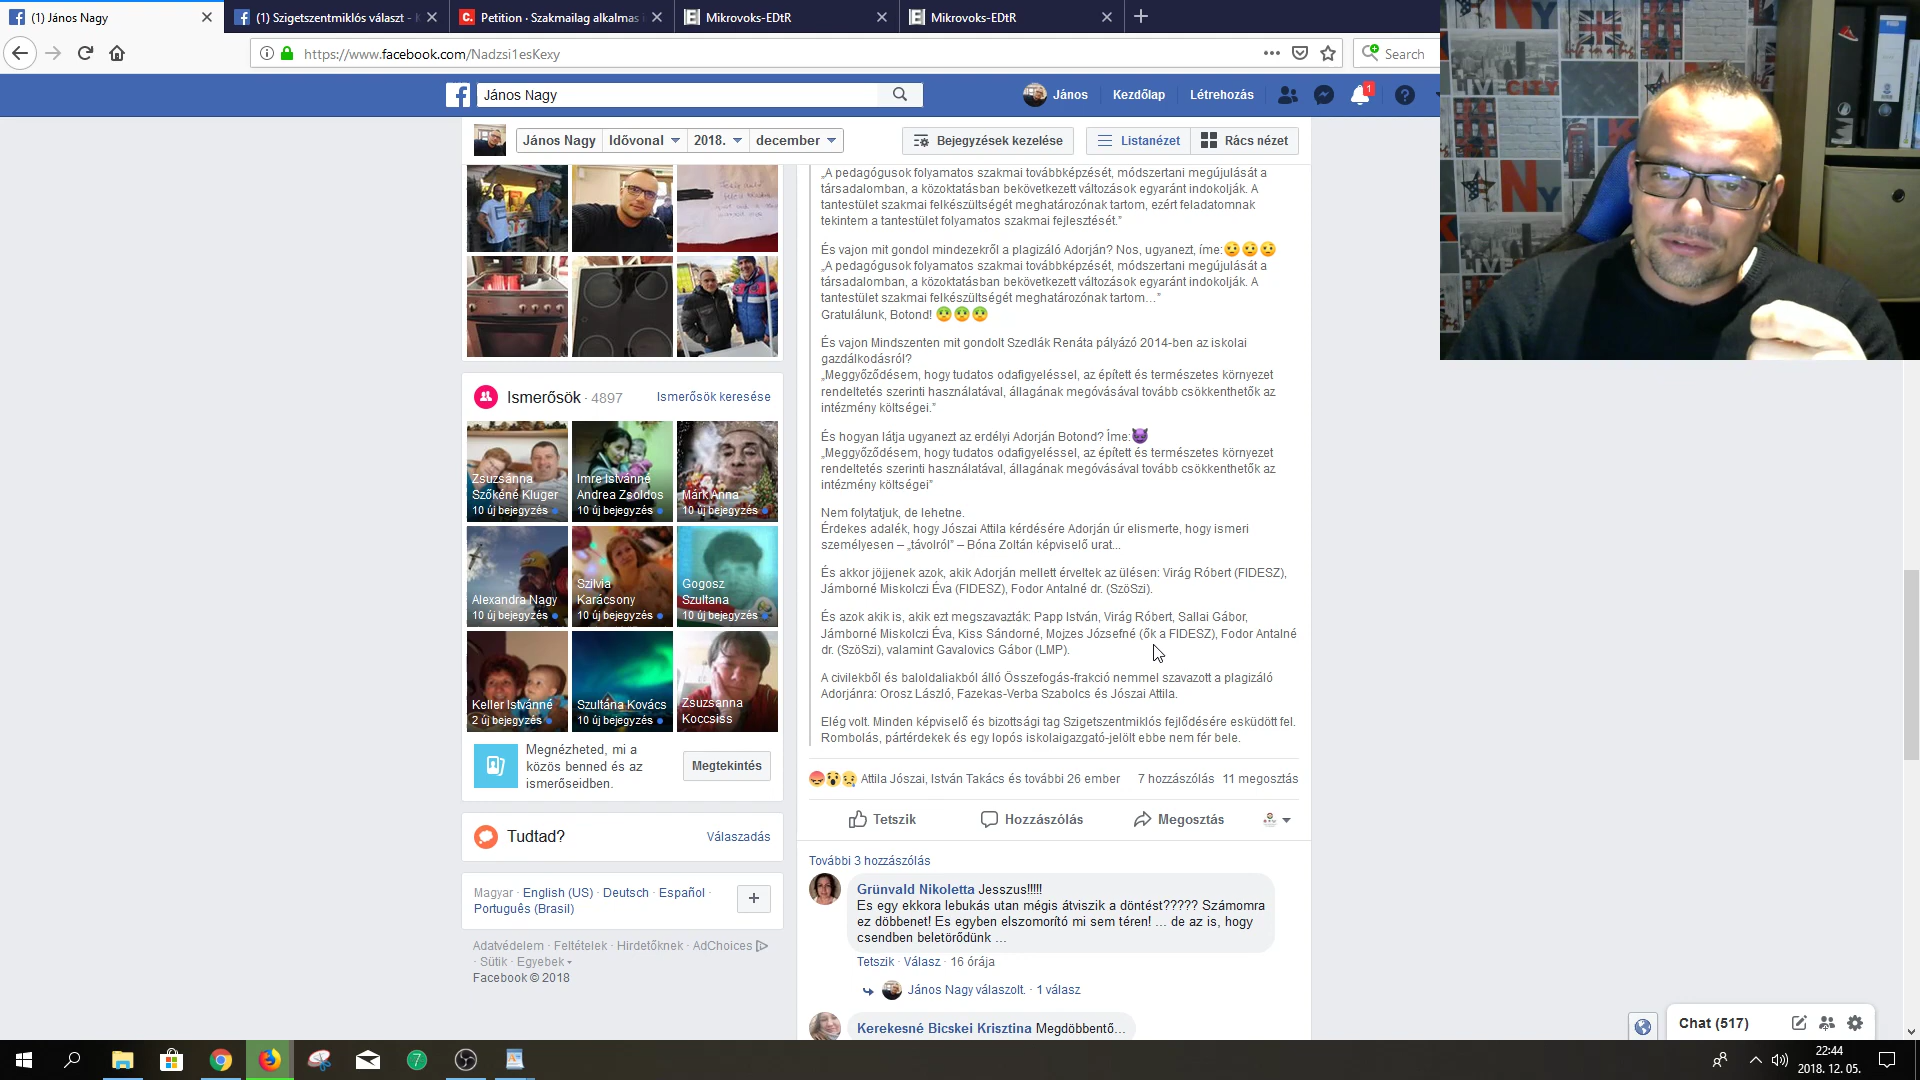 (1) János Nagy
(1) Szigetszentmiklós választ -
Petition · Szakmailag alkalmas
Mikrovoks-EDtR
Mikrovoks-EDtR
https://www.facebook.com/Nadzsi1esKexy
Search
János Nagy
János
Kezdőlap
Létrehozás
1
János Nagy
Idővonal
2018.
december
Bejegyzések kezelése
Listanézet
Rács nézet
Ismerősök · 4897
Ismerősök keresése
Zsuzsánna
Szőkéné Kluger
10 új bejegyzés
Imre Istvánné
Andrea Zsoldos
10 új bejegyzés
Márk Anna
10 új bejegyzés
Alexandra Nagy
10 új bejegyzés
Szilvia
Karácsony
10 új bejegyzés
Gogosz
Szultana
10 új bejegyzés
Keller Istvánné
2 új bejegyzés
Szultána Kovács
10 új bejegyzés
Zsuzsanna
Koccsiss
Megnézheted, mi a
közös benned és az
ismerőseidben.
Megtekintés
Tudtad?
Válaszadás
Magyar · English (US) · Deutsch · Español ·
Português (Brasil)
Adatvédelem · Feltételek · Hirdetőknek · AdChoices
· Sütik · Egyebek
Facebook © 2018
„A pedagógusok folyamatos szakmai továbbképzését, módszertani megújulását a
társadalomban, a közoktatásban bekövetkezett változások egyaránt indokolják. A
tantestület szakmai felkészültségét meghatározónak tartom, ezért feladatomnak
tekintem a tantestület folyamatos szakmai fejlesztését.”
És vajon mit gondol mindezekről a plagizáló Adorján? Nos, ugyanezt, íme:
„A pedagógusok folyamatos szakmai továbbképzését, módszertani megújulását a
társadalomban, a közoktatásban bekövetkezett változások egyaránt indokolják. A
tantestület szakmai felkészültségét meghatározónak tartom…”
Gratulálunk, Botond!
És vajon Mindszenten mit gondolt Szedlák Renáta pályázó 2014-ben az iskolai
gazdálkodásról?
„Meggyőződésem, hogy tudatos odafigyeléssel, az épített és természetes környezet
rendeltetés szerinti használatával, állagának megóvásával tovább csökkenthetők az
intézmény költségei.”
És hogyan látja ugyanezt az erdélyi Adorján Botond? Íme:
„Meggyőződésem, hogy tudatos odafigyeléssel, az épített és természetes környezet
rendeltetés szerinti használatával, állagának megóvásával tovább csökkenthetők az
intézmény költségei”
Nem folytatjuk, de lehetne.
Érdekes adalék, hogy Jószai Attila kérdésére Adorján úr elismerte, hogy ismeri
személyesen – „távolról” – Bóna Zoltán képviselő urat...
És akkor jöjjenek azok, akik Adorján mellett érveltek az ülésen: Virág Róbert (FIDESZ),
Jámborné Miskolczi Éva (FIDESZ), Fodor Antalné dr. (SzöSzi).
És azok akik is, akik ezt megszavazták: Papp István, Virág Róbert, Sallai Gábor,
Jámborné Miskolczi Éva, Kiss Sándorné, Mojzes Józsefné (ők a FIDESZ), Fodor Antalné
dr. (SzöSzi), valamint Gavalovics Gábor (LMP).
A civilekből és baloldaliakból álló Összefogás-frakció nemmel szavazott a plagizáló
Adorjánra: Orosz László, Fazekas-Verba Szabolcs és Jószai Attila.
Elég volt. Minden képviselő és bizottsági tag Szigetszentmiklós fejlődésére esküdött fel.
Rombolás, pártérdekek és egy lopós iskolaigazgató-jelölt ebbe nem fér bele.
Attila Jószai, István Takács és további 26 ember
7 hozzászólás
11 megosztás
Tetszik
Hozzászólás
Megosztás
További 3 hozzászólás
Grünvald Nikoletta Jesszus!!!!!
Es egy ekkora lebukás utan mégis átviszik a döntést????? Számomra
ez döbbenet! Es egyben elszomorító mi sem téren! … de az is, hogy
csendben beletörődünk …
Tetszik · Válasz · 16 órája
János Nagy válaszolt. · 1 válasz
Kerekesné Bicskei Krisztina Megdöbbentő…
Chat (517)
22:44
2018. 12. 05.